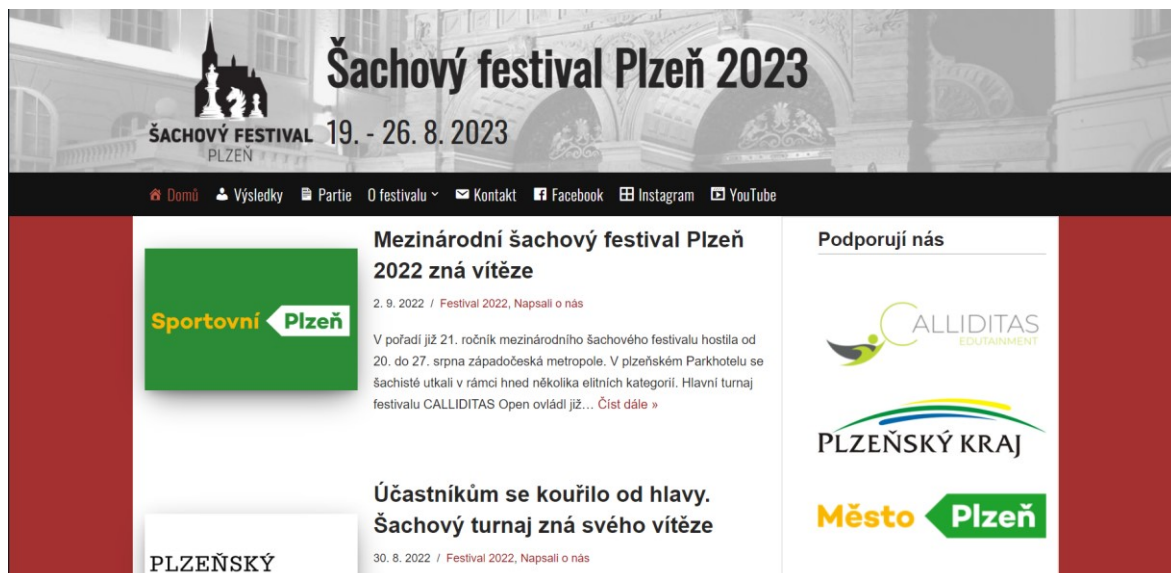 Šachový festival Plzeň 2023
19. - 26. 8. 2023
ŠACHOVÝ FESTIVAL
PLZEŇ
Domů Výsledky Partie O festivalu Kontakt Facebook Instagram YouTube
Sportovní Plzeň
Mezinárodní šachový festival Plzeň
2022 zná vítěze
2. 9. 2022 / Festival 2022, Napsali o nás
V pořadí již 21. ročník mezinárodního šachového festivalu hostila od
20. do 27. srpna západočeská metropole. V plzeňském Parkhotelu se
šachisté utkali v rámci hned několika elitních kategorií. Hlavní turnaj
festivalu CALLIDITAS Open ovládl již… Číst dále »
PLZEŇSKÝ
Účastníkům se kouřilo od hlavy.
Šachový turnaj zná svého vítěze
30. 8. 2022 / Festival 2022, Napsali o nás
Podporují nás
CALLIDITAS
EDUTAINMENT
PLZEŇSKÝ KRAJ
Město Plzeň